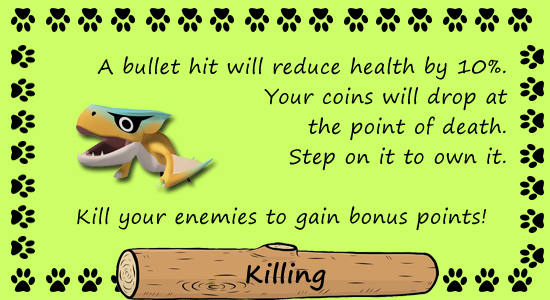 A bullet hit will reduce health by 10%.
Your coins will drop at
the point of death.
Step on it to own it.
Kill your enemies to gain bonus points!
Killing